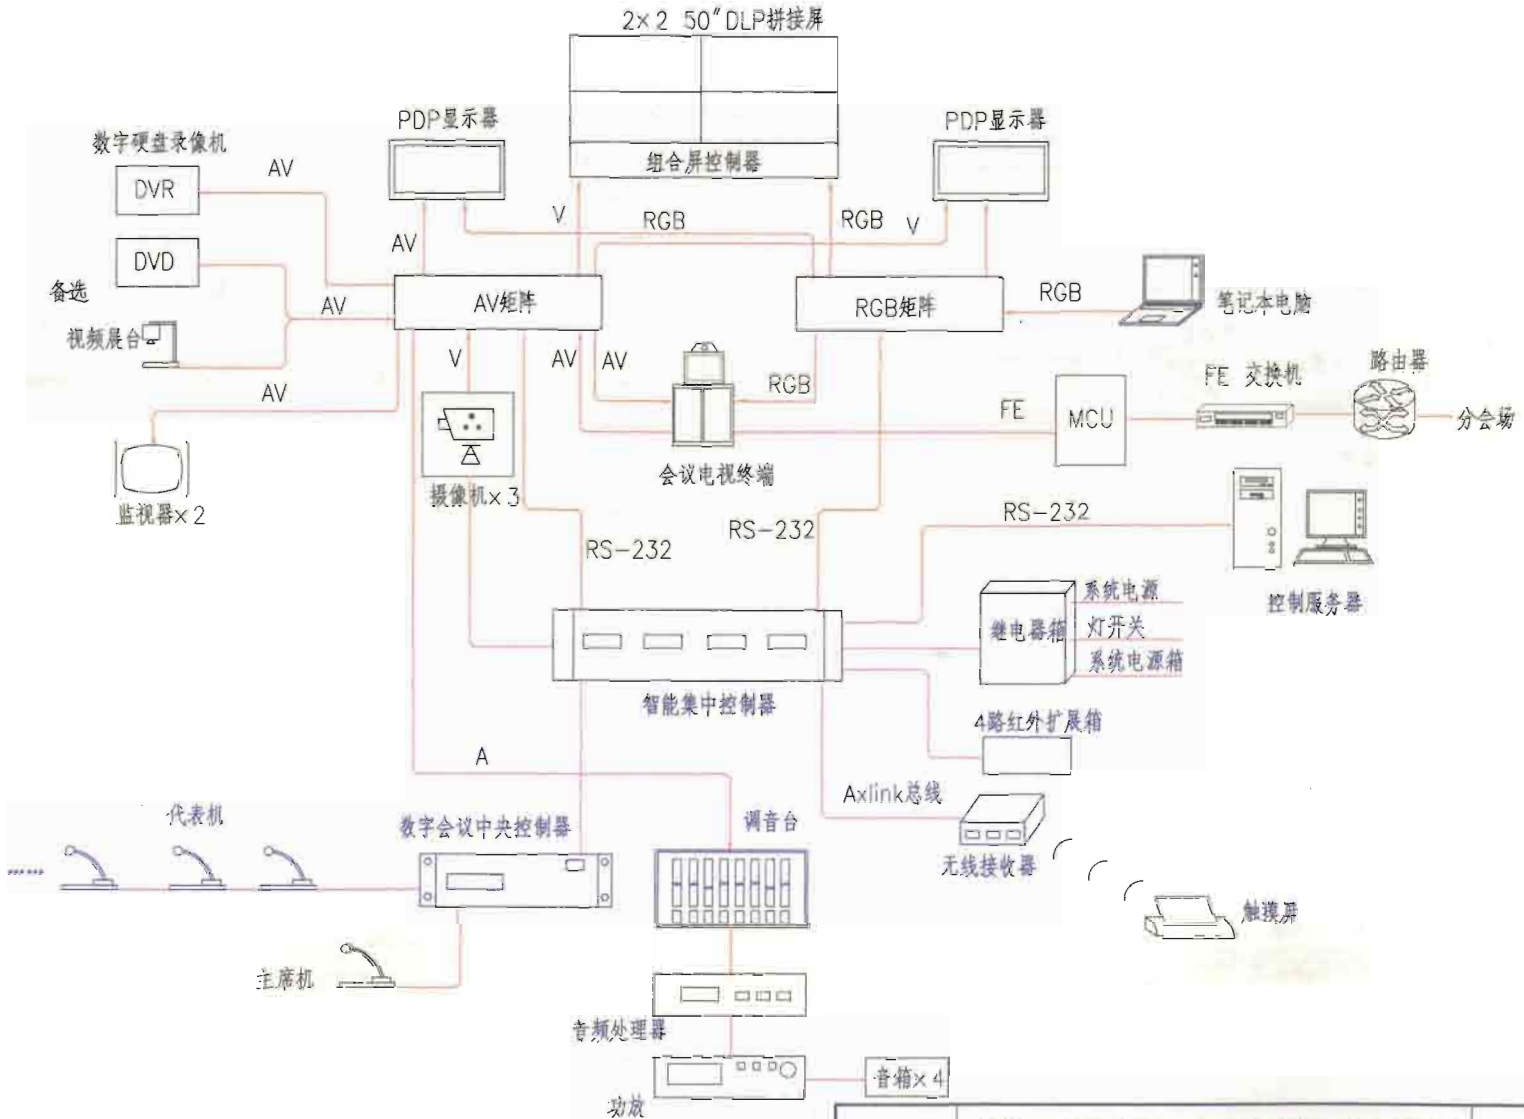 2×2 50"DLP拼接屏
PDP显示器
PDP显示器
数字硬盘录像机
组合屏控制器
AV
DVR
V
RGB
RGB
V
AV
DVD
备选
AV
AV矩阵
RGB矩阵
RGB
笔记本电脑
视频展台
V
AV
AV
RGB
FE 交换机
路由器
AV
FE
MCU
分会场
会议电视终端
摄像机×3
监视器×2
RS-232
RS-232
RS-232
系统电源
控制服务器
继电器箱
灯开关
系统电源箱
智能集中控制器
4路红外扩展箱
A
Axlink总线
代表机
数字会议中央控制器
调音台
无线接收器
......
触摸屏
主席机
音频处理器
音箱×4
功放